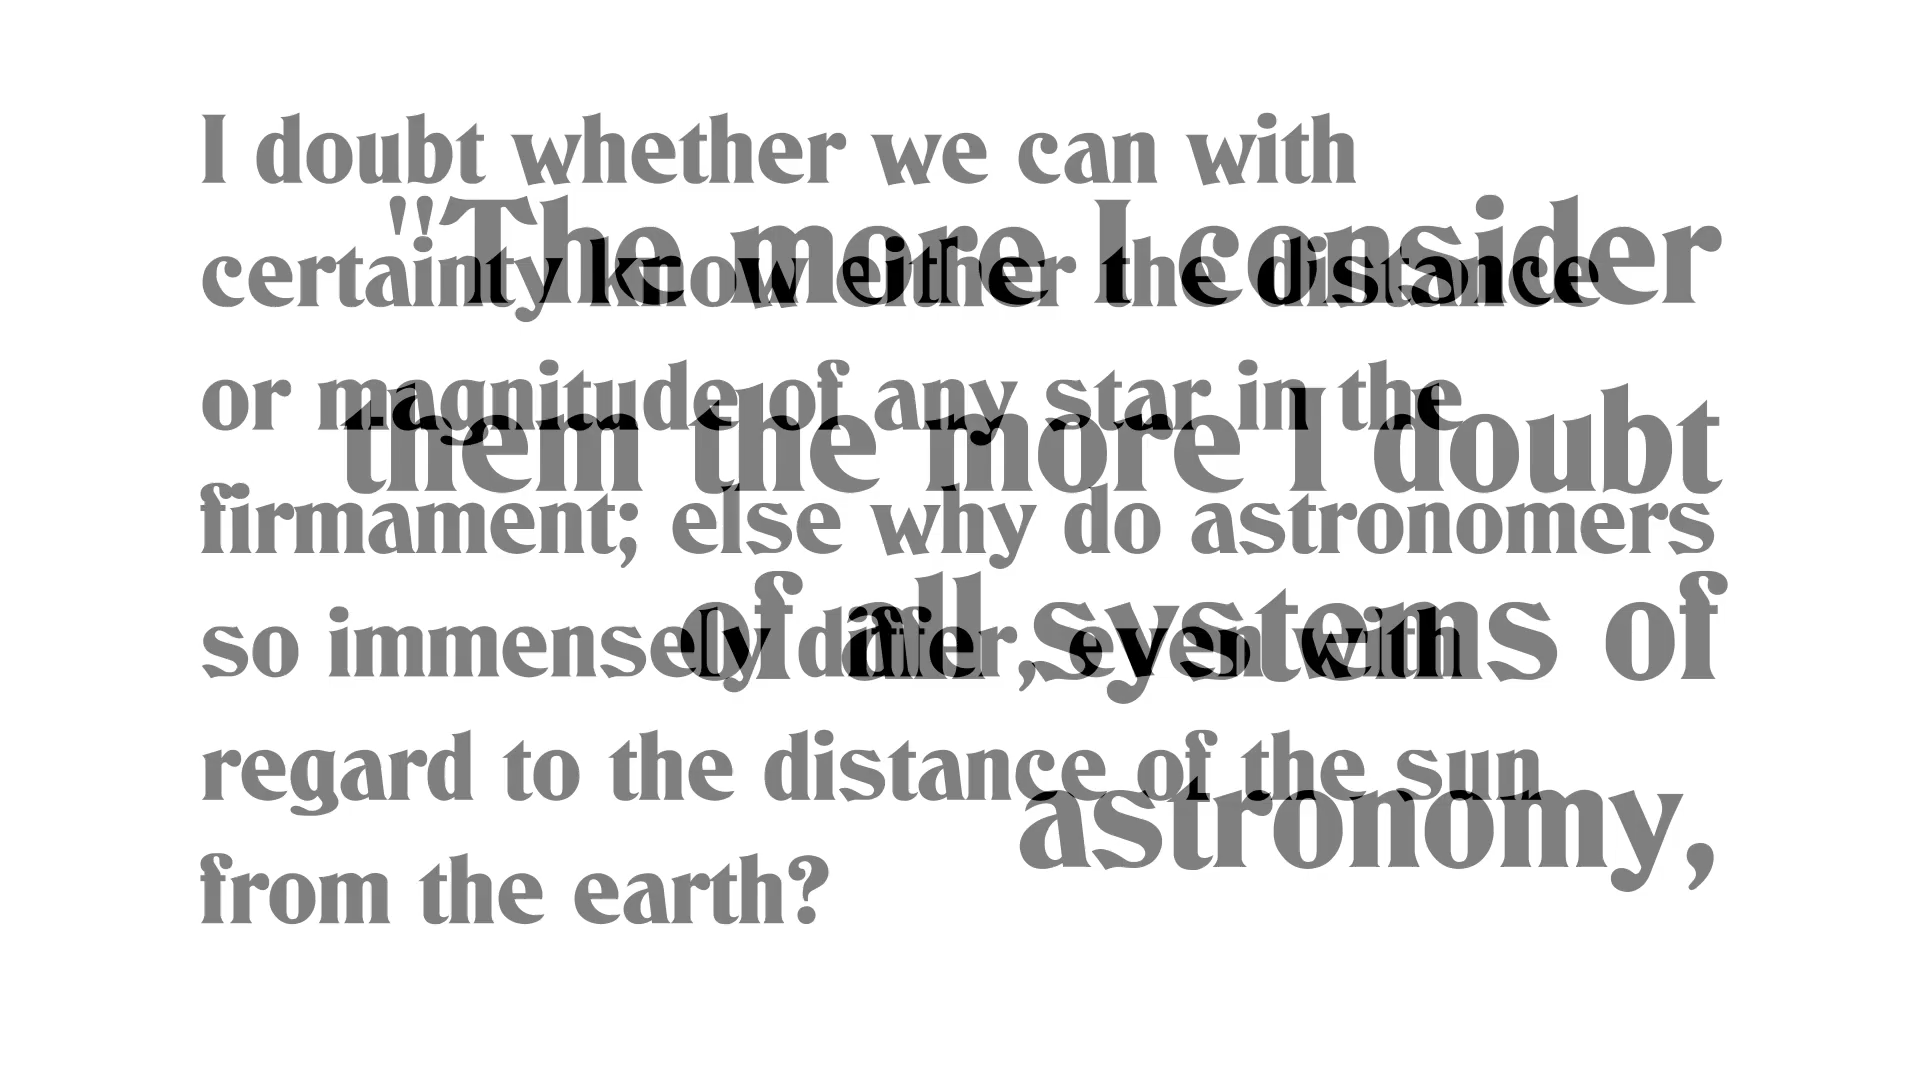 I doubt whether we can with
certainty know either the distance
or magnitude of any star in the
firmament; else why do astronomers
so immensely differ, even with
regard to the distance of the sun
from the earth?
"The more I consider
them the more I doubt
of all systems of
astronomy,